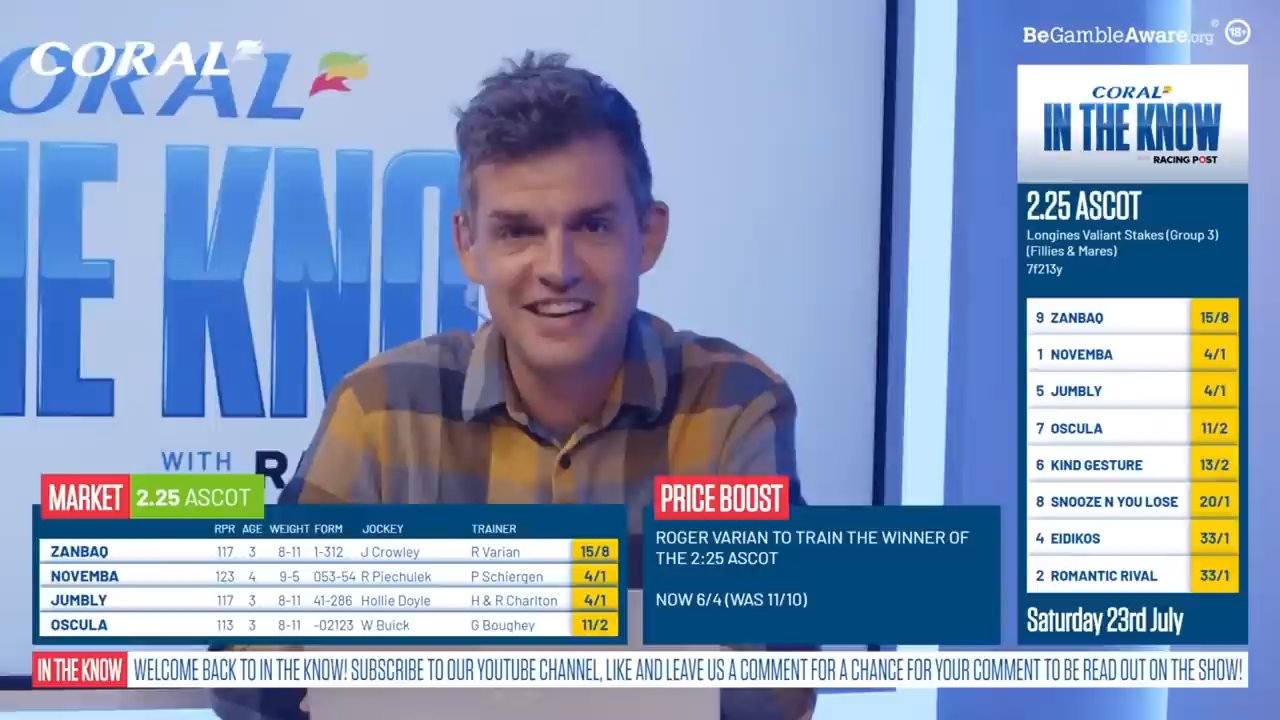 CORAL
CORAL
THE KNO
WITH RA
BeGambleAware.org® 18+
CORAL
IN THE KNOW
WITH RACING POST
2.25 ASCOT
Longines Valiant Stakes (Group 3)
(Fillies & Mares)
7f213y
9 ZANBAQ 15/8
1 NOVEMBA 4/1
5 JUMBLY 4/1
7 OSCULA 11/2
6 KIND GESTURE 13/2
8 SNOOZE N YOU LOSE 20/1
4 EIDIKOS 33/1
2 ROMANTIC RIVAL 33/1
Saturday 23rd July
MARKET 2.25 ASCOT
RPR AGE WEIGHT FORM JOCKEY TRAINER
ZANBAQ 117 3 8-11 1-312 J Crowley R Varian 15/8
NOVEMBA 123 4 9-5 053-54 R Piechulek P Schiergen 4/1
JUMBLY 117 3 8-11 41-286 Hollie Doyle H & R Charlton 4/1
OSCULA 113 3 8-11 -02123 W Buick G Boughey 11/2
PRICE BOOST
ROGER VARIAN TO TRAIN THE WINNER OF
THE 2:25 ASCOT
NOW 6/4 (WAS 11/10)
IN THE KNOW WELCOME BACK TO IN THE KNOW! SUBSCRIBE TO OUR YOUTUBE CHANNEL, LIKE AND LEAVE US A COMMENT FOR A CHANCE FOR YOUR COMMENT TO BE READ OUT ON THE SHOW!